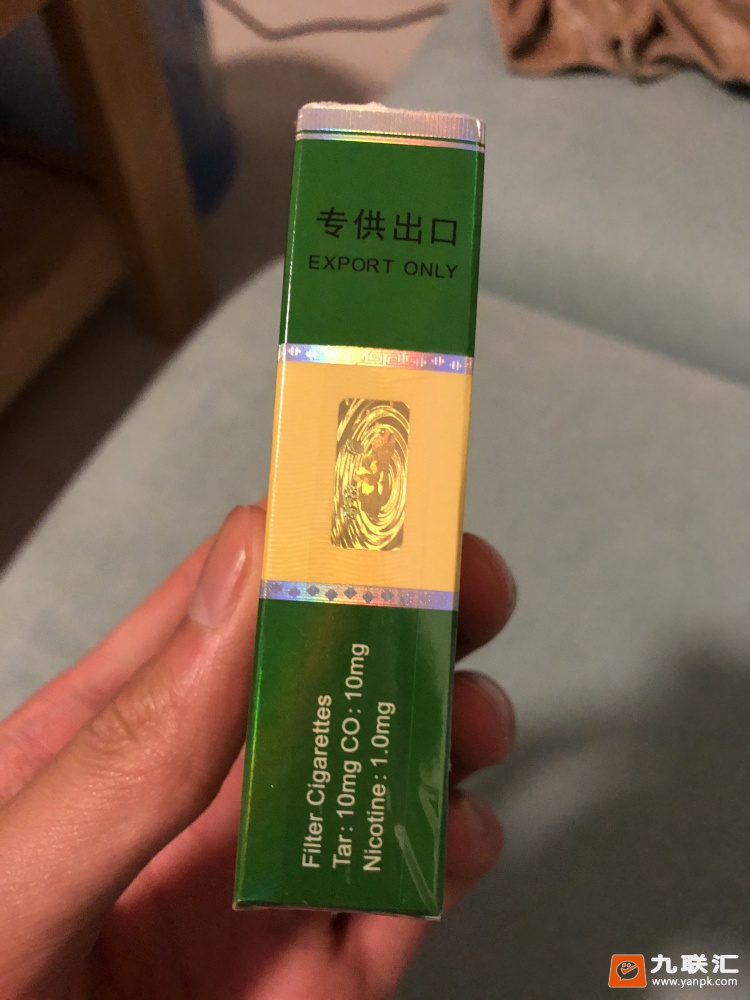 专供出口
EXPORT ONLY
Filter Cigarettes
Tar: 10mg CO: 10mg
Nicotine: 1.0mg
九联汇
www.yanpk.com